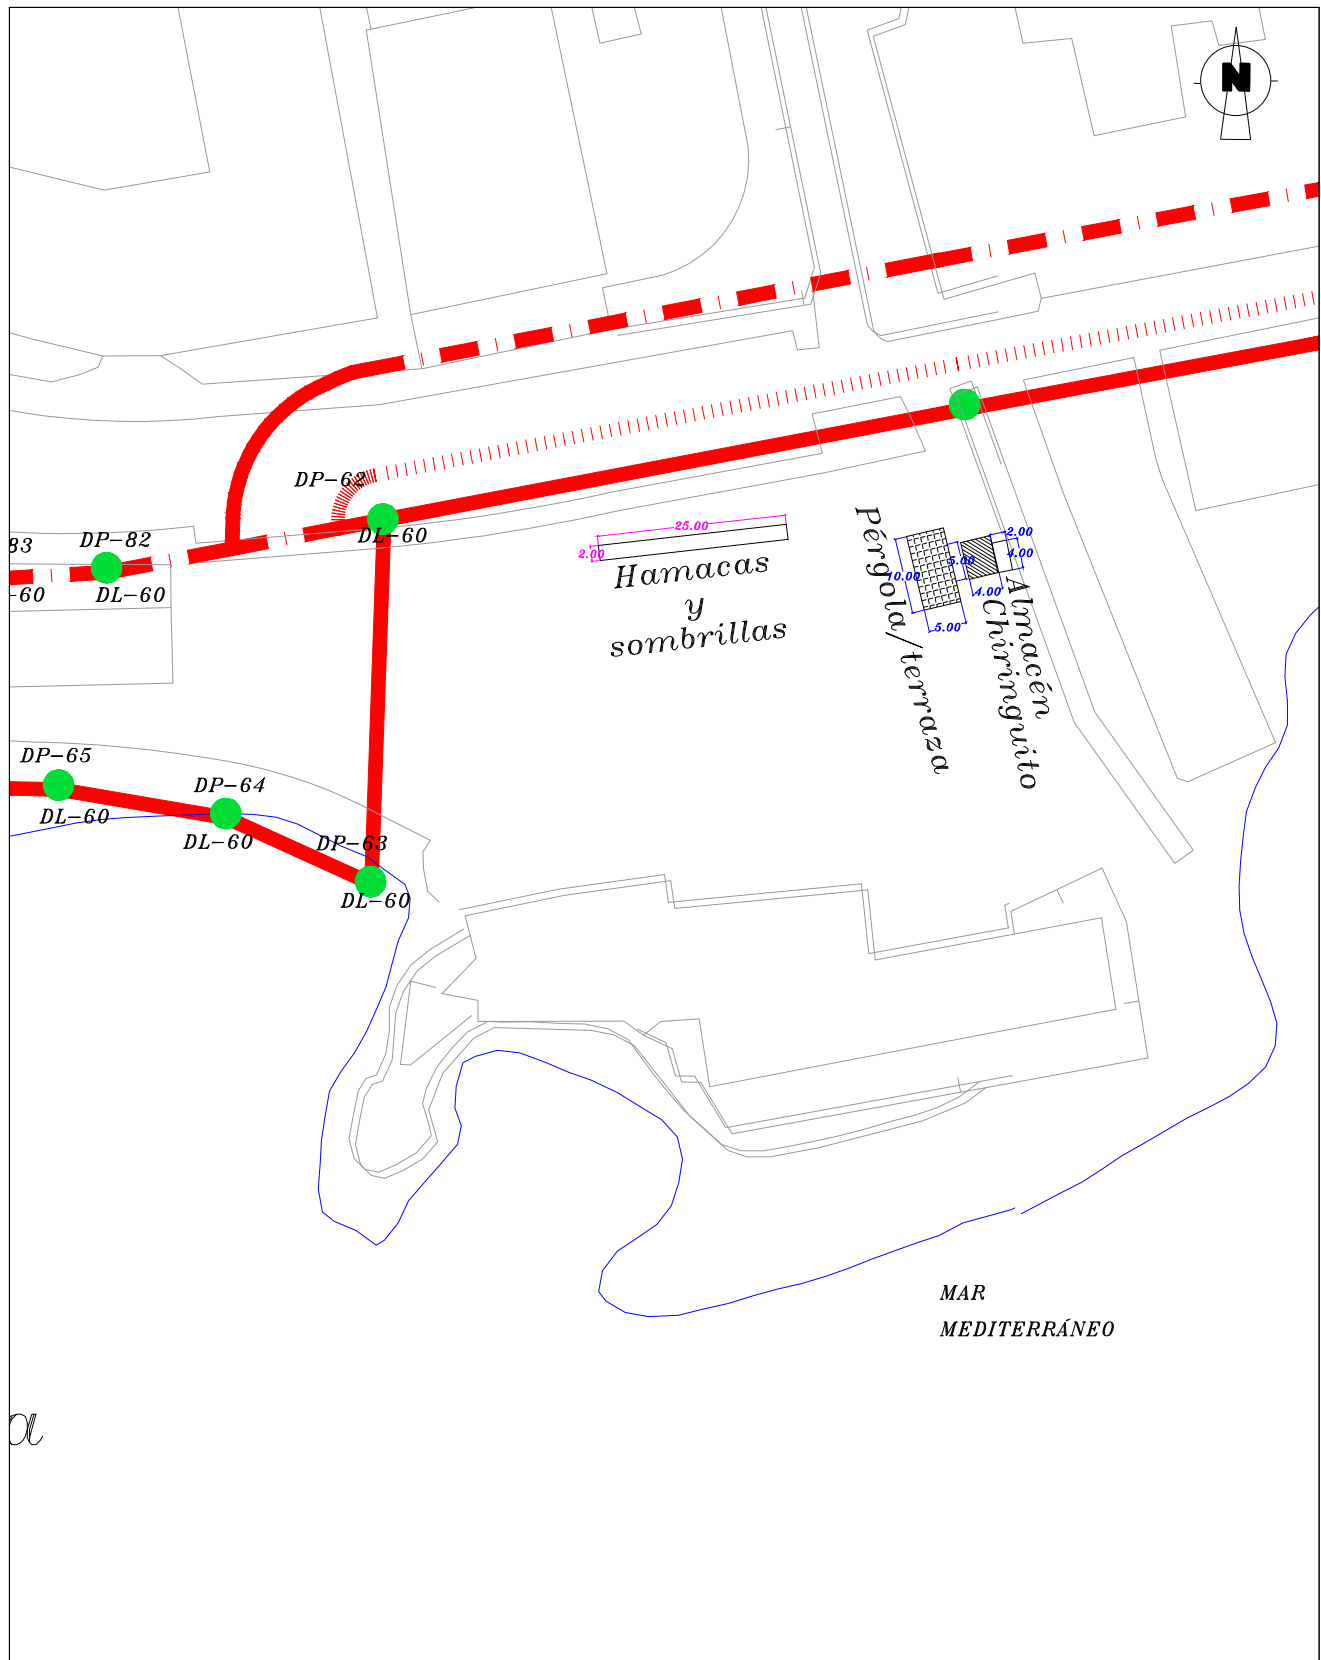 N
DP-62
DL-60
83
DP-82
-60
DL-60
25.00
2.00
Hamacas
y
sombrillas
Pérgola/terraza
10.00
5.00
5.00
2.00
4.00
4.00
Almacén
Chiringuito
DP-65
DL-60
DP-64
DL-60
DP-63
DL-60
MAR
MEDITERRÁNEO
a